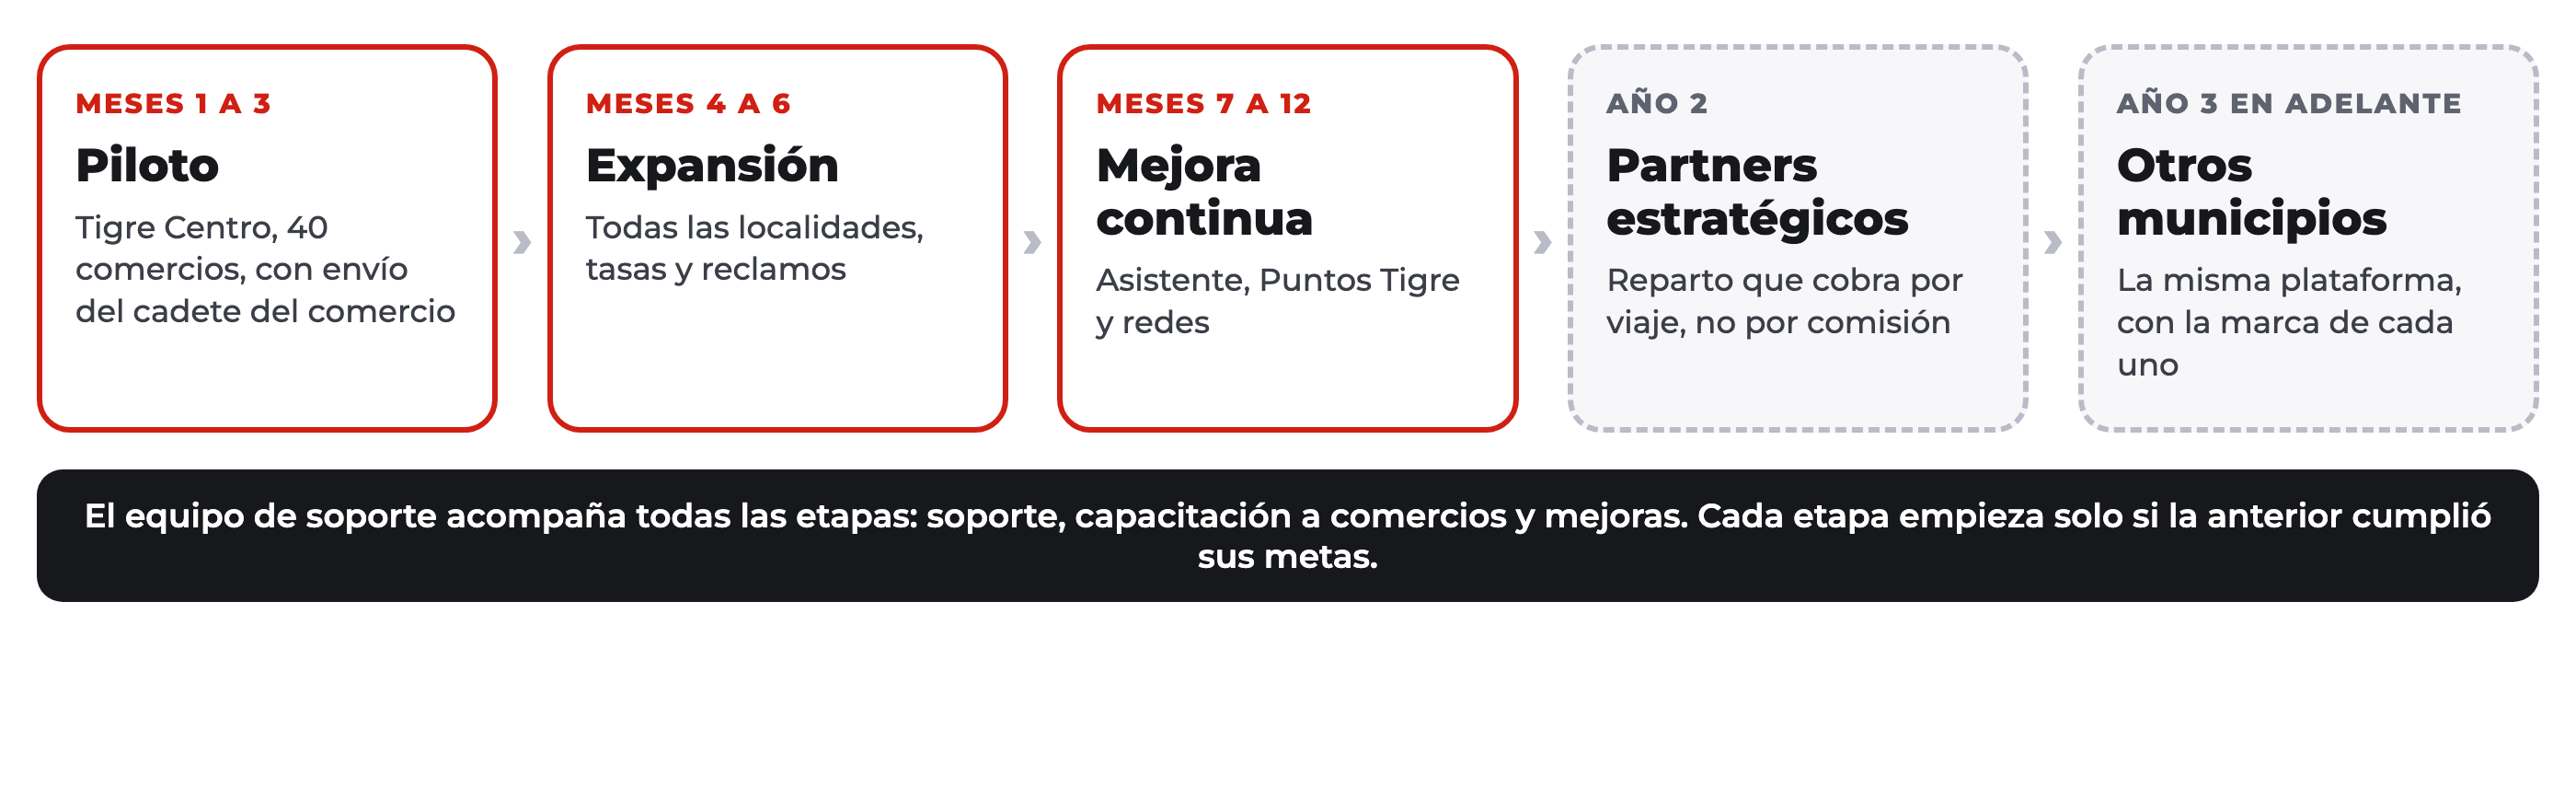 MESES 1 A 3
Piloto
Tigre Centro, 40
comercios, con envío
del cadete del comercio
›
MESES 4 A 6
Expansión
Todas las localidades,
tasas y reclamos
›
MESES 7 A 12
Mejora
continua
Asistente, Puntos Tigre
y redes
›
AÑO 2
Partners
estratégicos
Reparto que cobra por
viaje, no por comisión
›
AÑO 3 EN ADELANTE
Otros
municipios
La misma plataforma,
con la marca de cada
uno
El equipo de soporte acompaña todas las etapas: soporte, capacitación a comercios y mejoras. Cada etapa empieza solo si la anterior cumplió
sus metas.